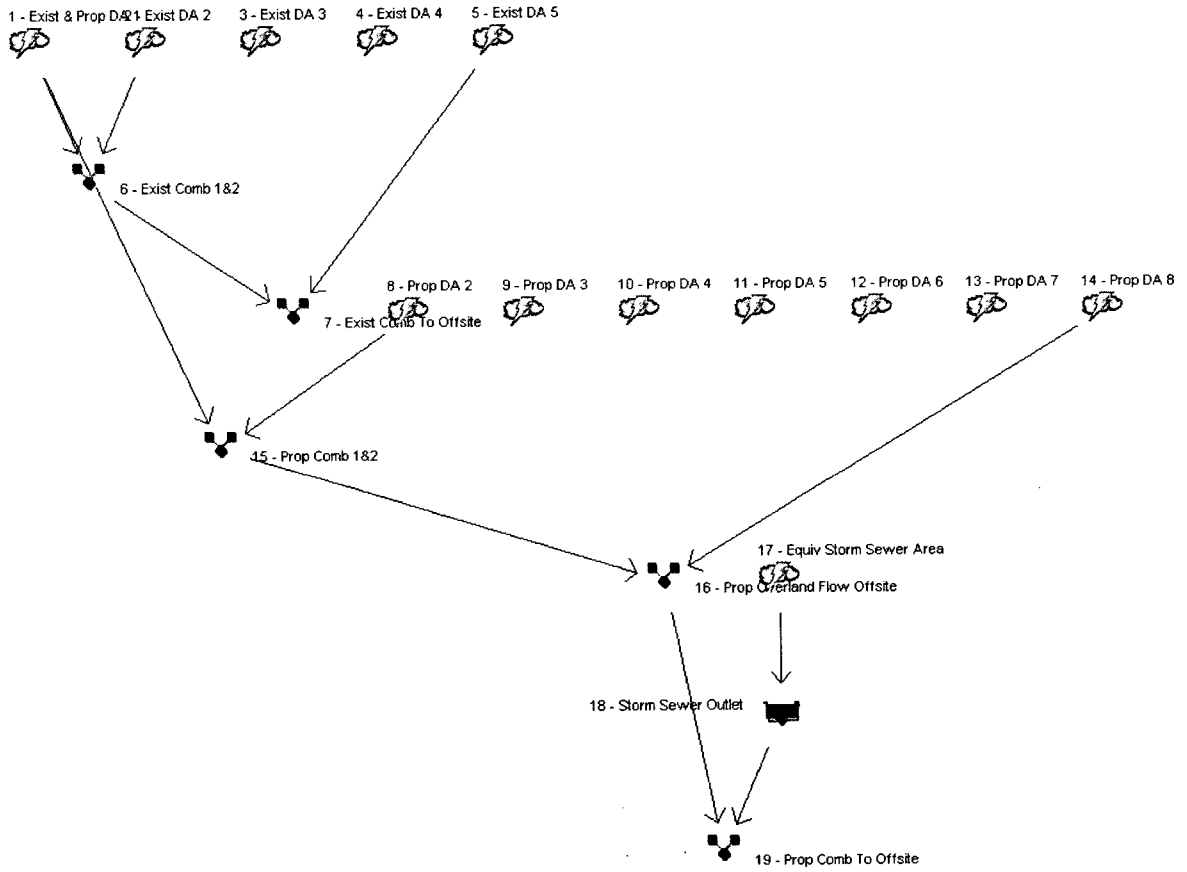 1 - Exist & Prop DA 1
2 - Exist DA 2
3 - Exist DA 3
4 - Exist DA 4
5 - Exist DA 5
6 - Exist Comb 1&2
8 - Prop DA 2
9 - Prop DA 3
10 - Prop DA 4
11 - Prop DA 5
12 - Prop DA 6
13 - Prop DA 7
14 - Prop DA 8
7 - Exist Comb To Offsite
15 - Prop Comb 1&2
17 - Equiv Storm Sewer Area
16 - Prop Overland Flow Offsite
18 - Storm Sewer Outlet
19 - Prop Comb To Offsite